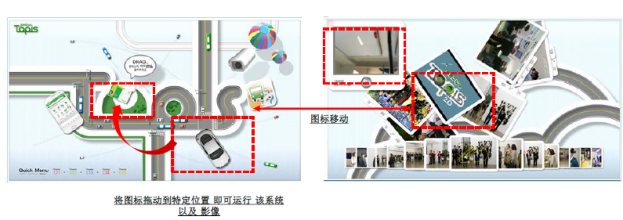 Topis
DRAG,
图标移动
TOPIS
Quick Menu
将图标拖动到特定位置 即可运行 该系统
以及 影像